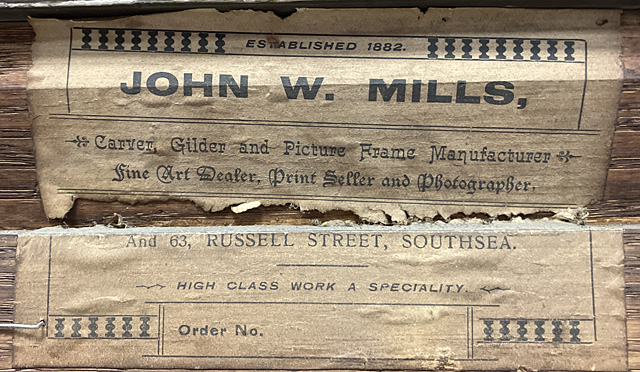 ESTABLISHED 1882.
JOHN W. MILLS,
Carver, Gilder and Picture Frame Manufacturer
Fine Art Dealer, Print Seller and Photographer.
And 63, RUSSELL STREET, SOUTHSEA.
HIGH CLASS WORK A SPECIALITY.
Order No.